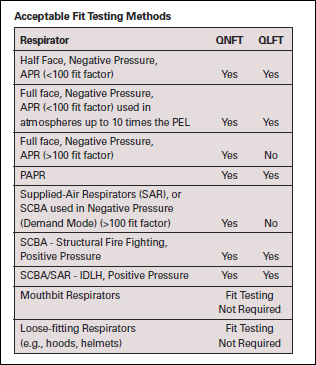 Acceptable Fit Testing Methods
Respirator QNFT QLFT
Half Face, Negative Pressure,
APR (<100 fit factor) Yes Yes
Full face, Negative Pressure,
APR (<100 fit factor) used in
atmospheres up to 10 times the PEL Yes Yes
Full face, Negative Pressure,
APR (>100 fit factor) Yes No
PAPR Yes Yes
Supplied-Air Respirators (SAR), or
SCBA used in Negative Pressure
(Demand Mode) (>100 fit factor) Yes No
SCBA - Structural Fire Fighting,
Positive Pressure Yes Yes
SCBA/SAR - IDLH, Positive Pressure Yes Yes
Mouthbit Respirators Fit Testing
Not Required
Loose-fitting Respirators Fit Testing
(e.g., hoods, helmets) Not Required